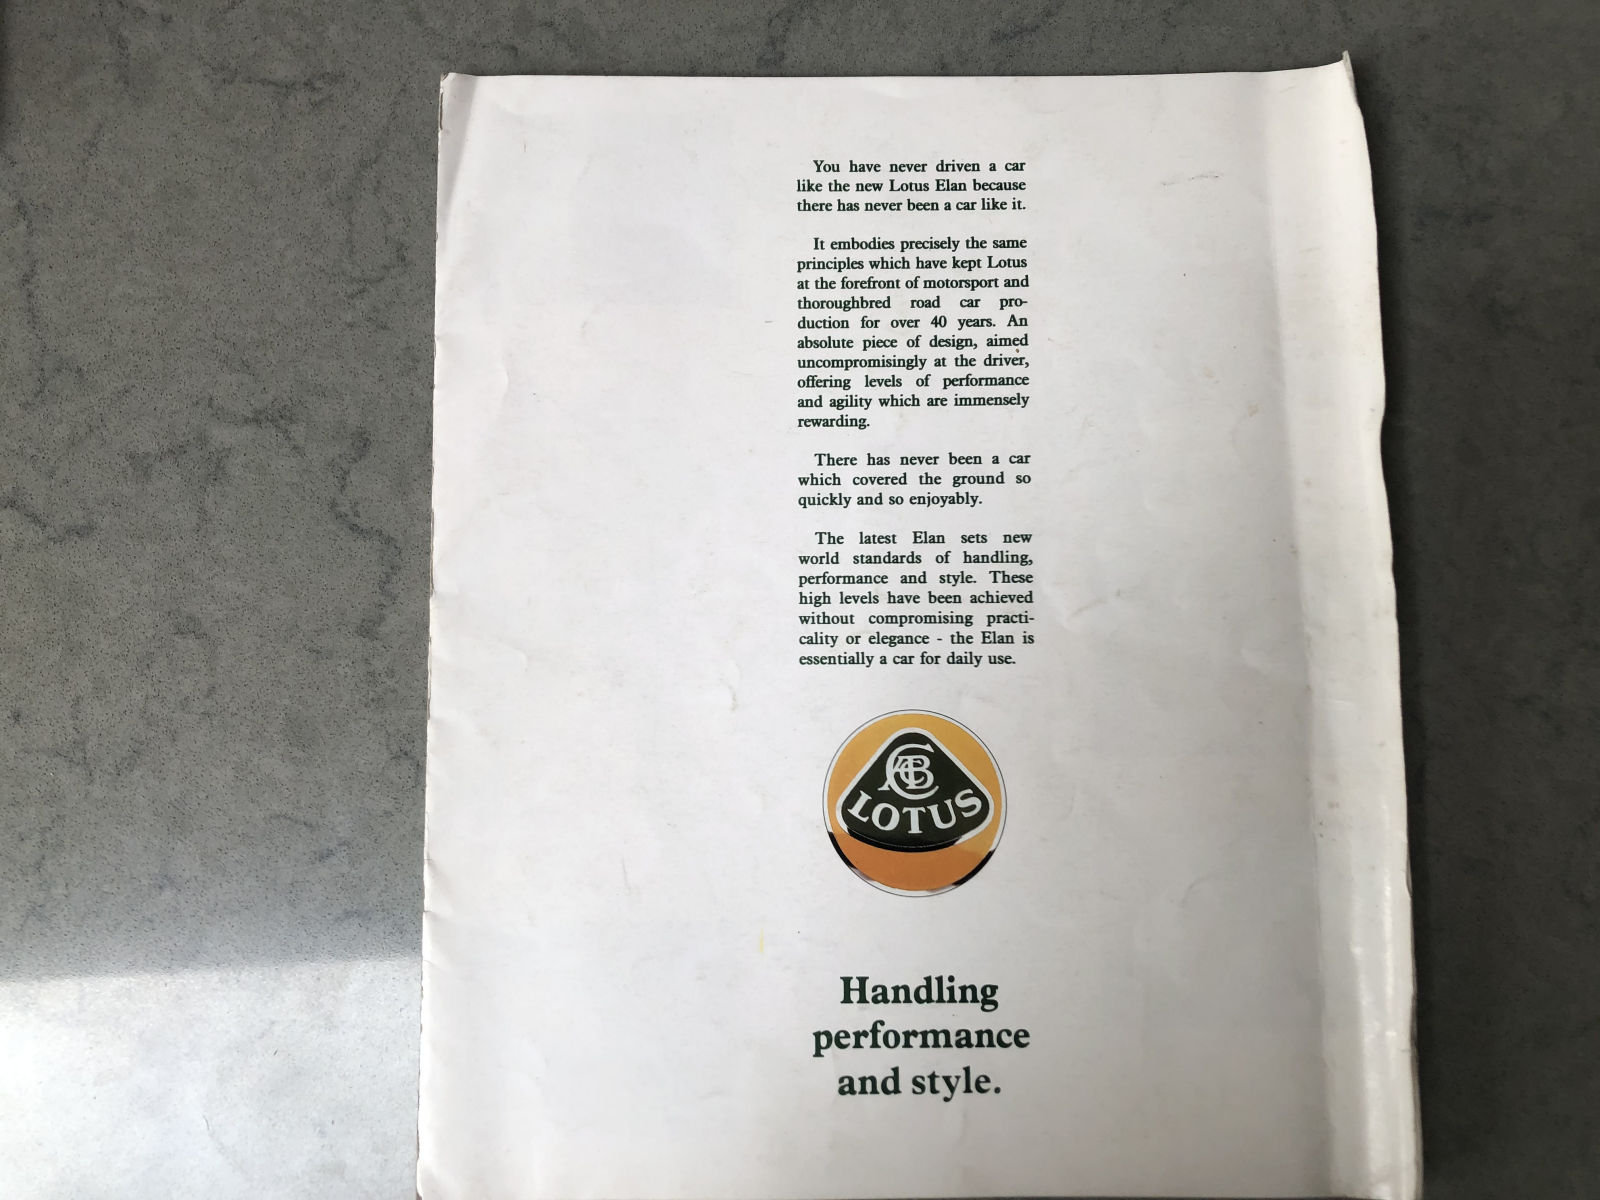 You have never driven a car
like the new Lotus Elan because
there has never been a car like it.
It embodies precisely the same
principles which have kept Lotus
at the forefront of motorsport and
thoroughbred road car pro-
duction for over 40 years. An
absolute piece of design, aimed
uncompromisingly at the driver,
offering levels of performance
and agility which are immensely
rewarding.
There has never been a car
which covered the ground so
quickly and so enjoyably.
The latest Elan sets new
world standards of handling,
performance and style. These
high levels have been achieved
without compromising practi-
cality or elegance - the Elan is
essentially a car for daily use.
ACBC
LOTUS
Handling
performance
and style.